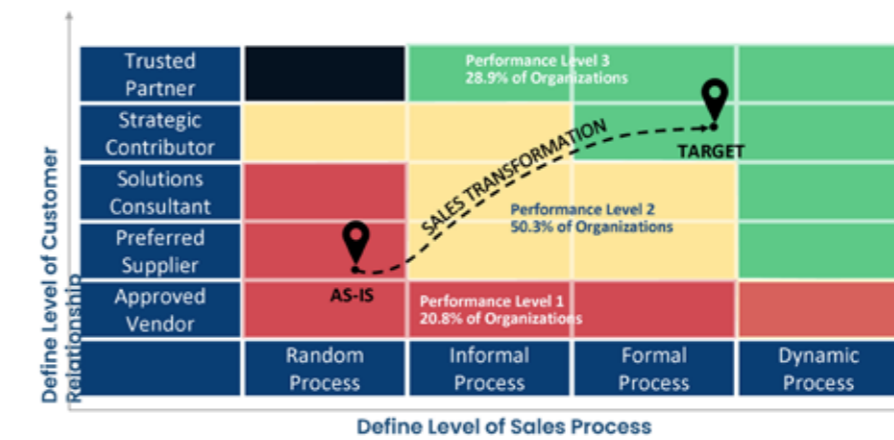 Define Level of Customer
Relationship
Trusted
Partner
Performance Level 3
28.9% of Organizations
Strategic
Contributor
SALES TRANSFORMATION
TARGET
Solutions
Consultant
Performance Level 2
50.3% of Organizations
Preferred
Supplier
AS-IS
Approved
Vendor
Performance Level 1
20.8% of Organizations
Random
Process
Informal
Process
Formal
Process
Dynamic
Process
Define Level of Sales Process